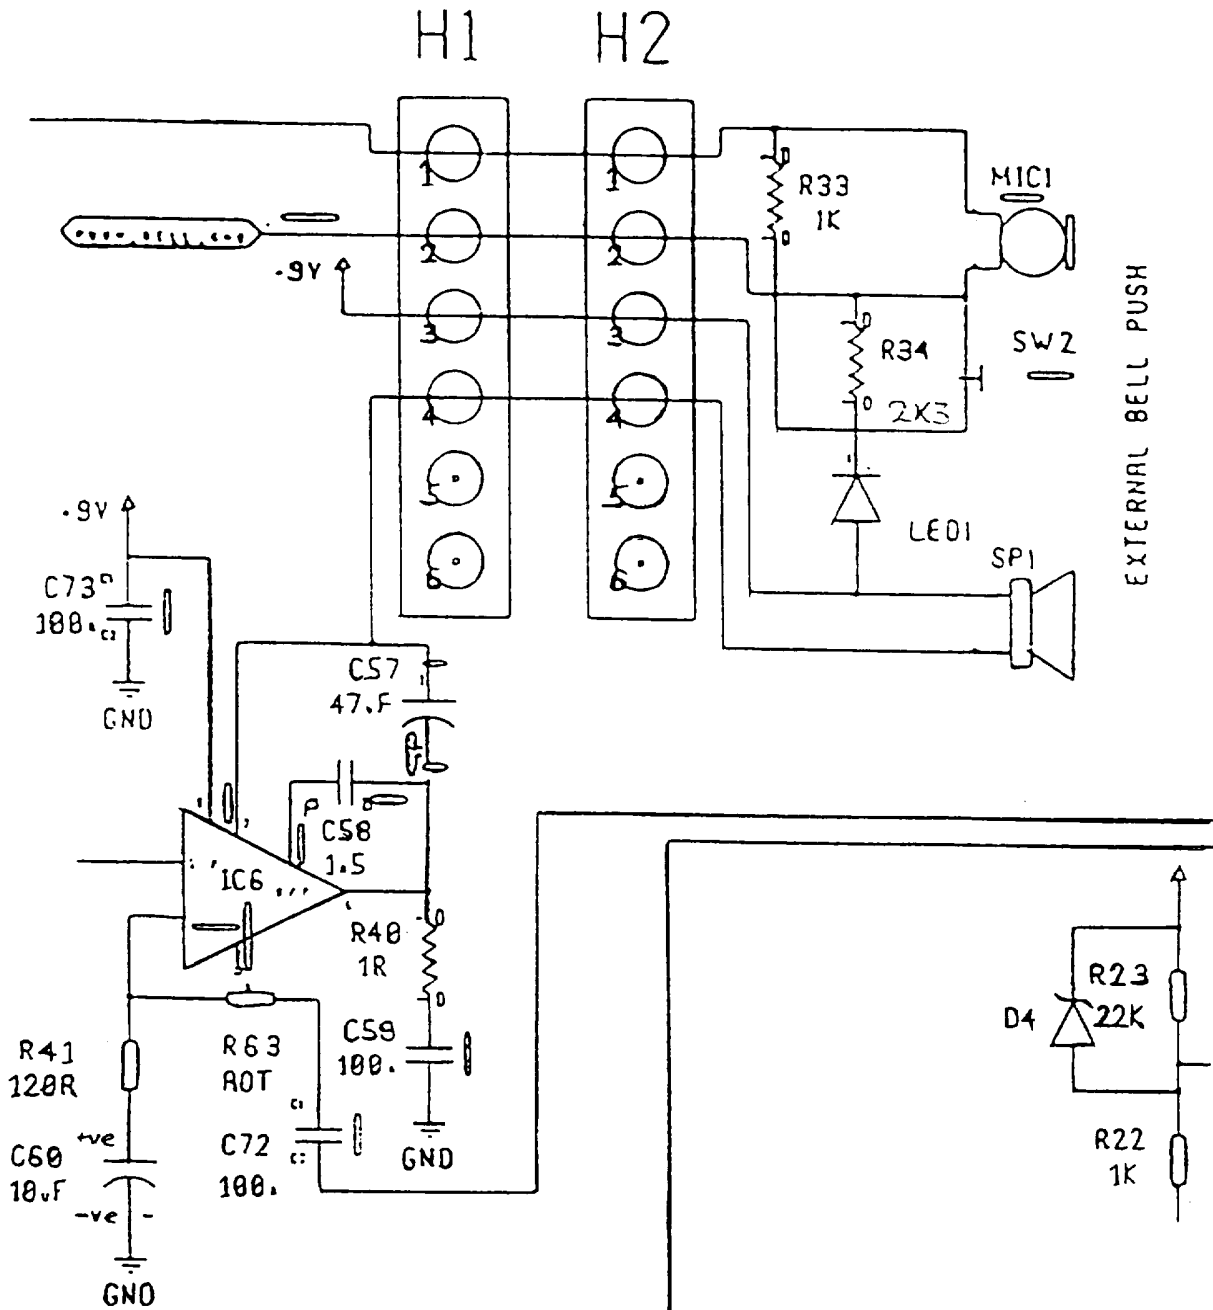 H1 H2
1 1
2 2
3 3
4 4
5 5
6 6
R33
1K
MIC1
.9V
R34
2K3
SW2
EXTERNAL BELL PUSH
LED1
SP1
.9V
C73
100.
GND
C57
47.F
C58
1.5
IC6
R40
1R
C59
100.
GND
R41
120R
R63
AOT
C72
100.
+ve
C60
10uF
-ve -
GND
D4
R23
22K
R22
1K